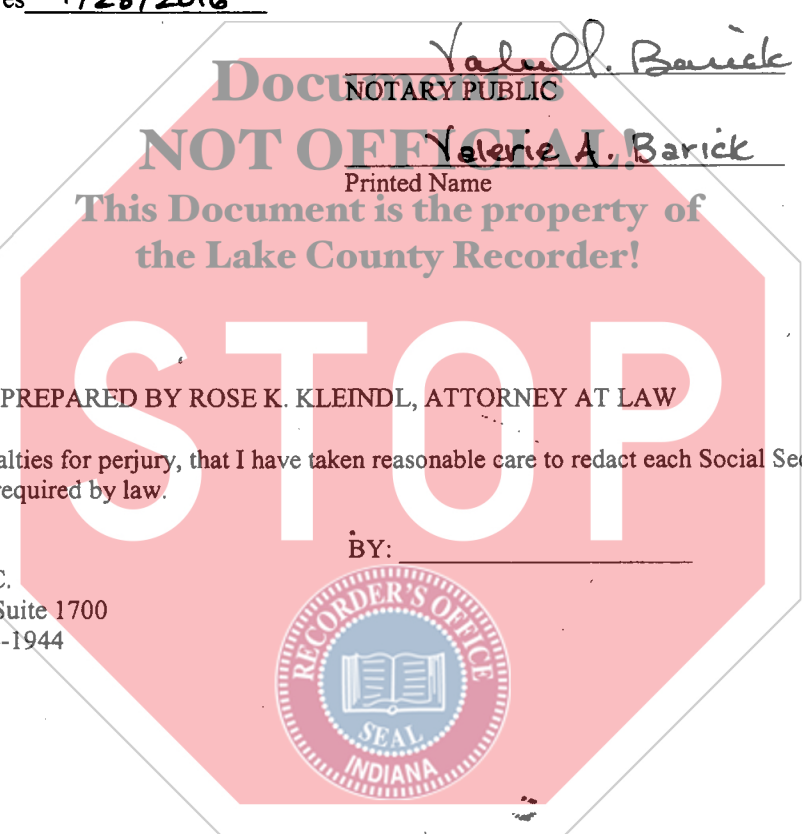 es 1/28/2016
Valerie A. Barick
NOTARY PUBLIC
Document is
NOT OFFICIAL!
Valerie A. Barick
Printed Name
This Document is the property of
the Lake County Recorder!
STOP
PREPARED BY ROSE K. KLEINDL, ATTORNEY AT LAW
alties for perjury, that I have taken reasonable care to redact each Social Sec
required by law.
BY:
C.
Suite 1700
-1944
RECORDER'S OFFICE
SEAL
INDIANA